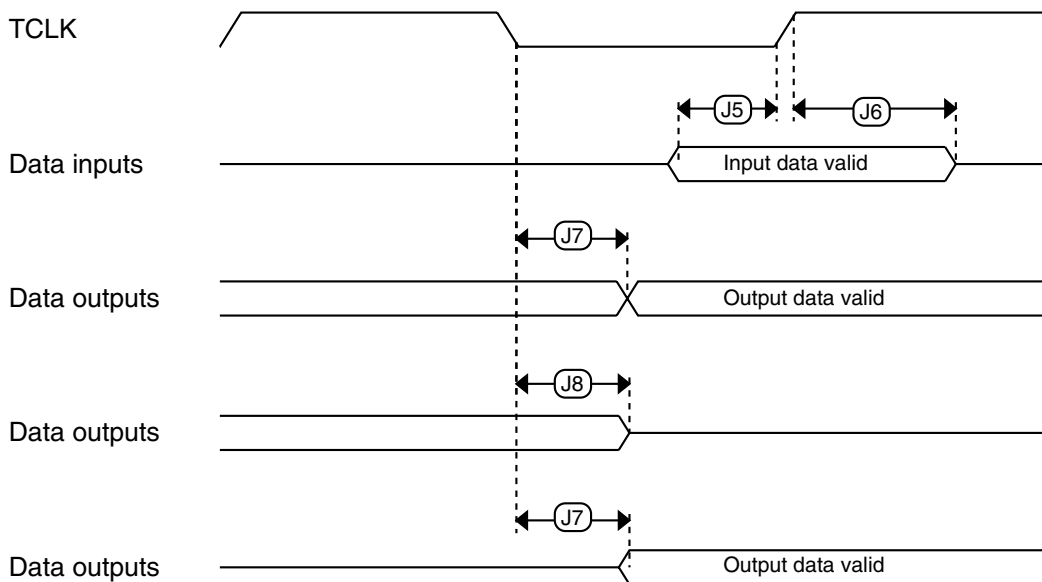 TCLK
J5
J6
Data inputs
Input data valid
J7
Data outputs
Output data valid
J8
Data outputs
J7
Data outputs
Output data valid